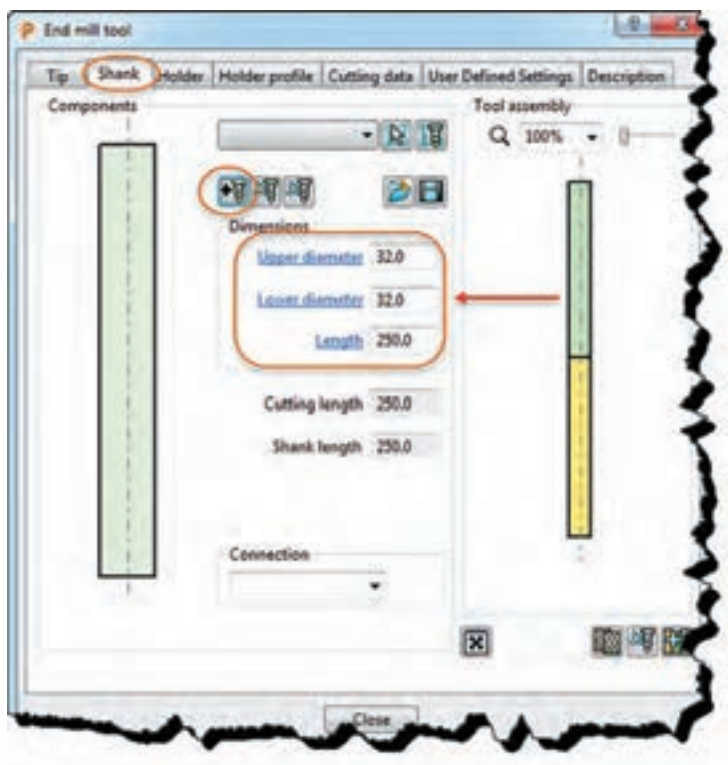 End mill tool
Tip Shank Holder Holder profile Cutting data User Defined Settings Description
Components
Tool assembly
100%
Dimensions
Upper diameter 32.0
Lower diameter 32.0
Length 250.0
Cutting length 250.0
Shank length 250.0
Connection
Close